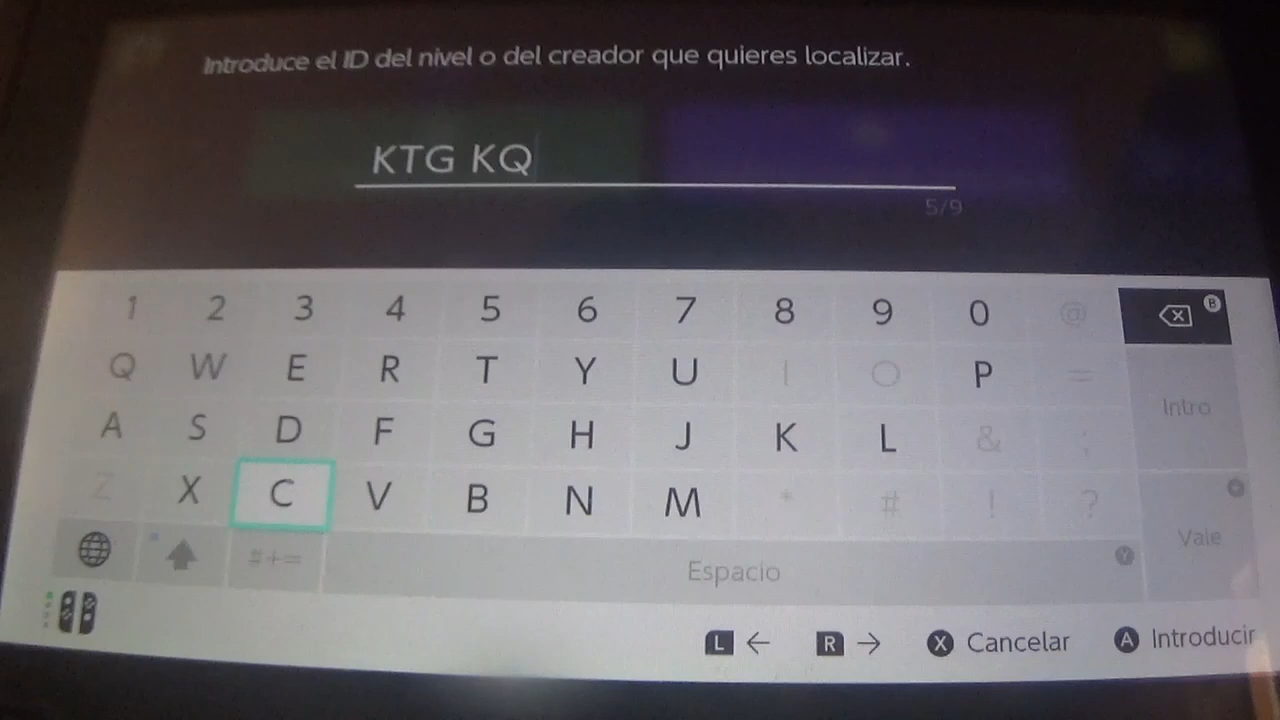 Introduce el ID del nivel o del creador que quieres localizar.
KTG KQ
5/9
1 2 3 4 5 6 7 8 9 0 @
B
Q W E R T Y U I O P =
Intro
A S D F G H J K L & ;
Z X C V B N M * # ! ?
+
Vale
#+= Espacio Y
L ← R → X Cancelar A Introducir